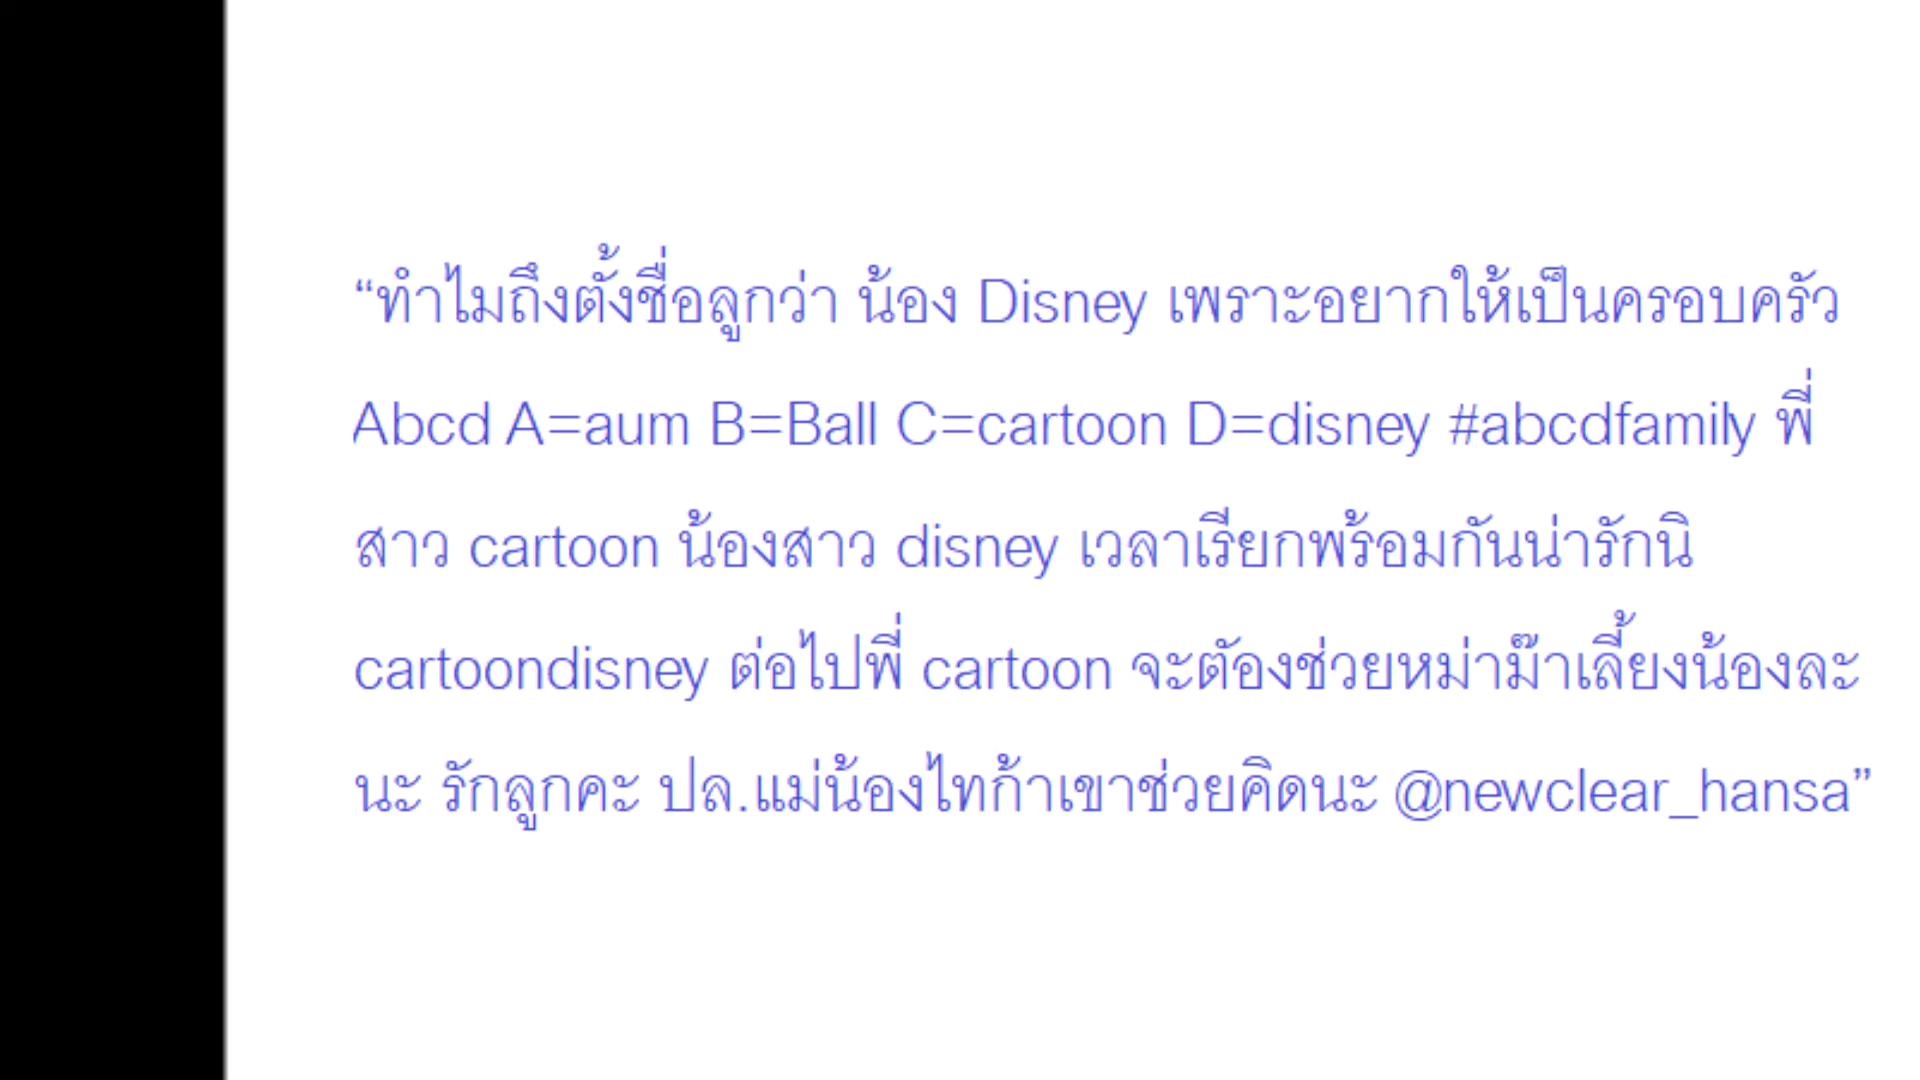 “ทำไมถึงตั้งชื่อลูกว่า น้อง Disney เพราะอยากให้เป็นครอบครัว
Abcd A=aum B=Ball C=cartoon D=disney #abcdfamily พี่
สาว cartoon น้องสาว disney เวลาเรียกพร้อมกันน่ารักนิ
cartoondisney ต่อไปพี่ cartoon จะตัองช่วยหม่าม๊าเลี้ยงน้องละ
นะ รักลูกคะ ปล.แม่น้องไทก้าเขาช่วยคิดนะ @newclear_hansa”